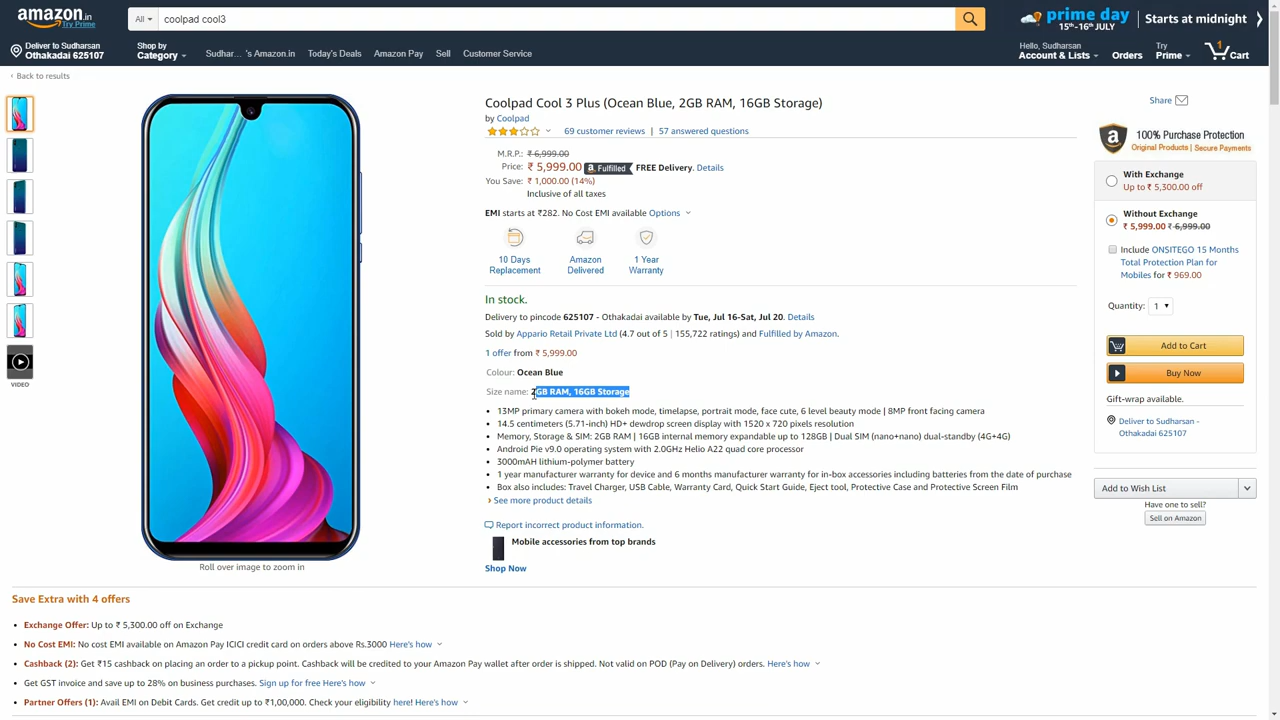 amazon.in
Try Prime
All
coolpad cool3
prime day
15th-16th JULY
Starts at midnight
Deliver to Sudharsan
Othakadai 625107
Shop by
Category
Sudhar... 's Amazon.in
Today's Deals
Amazon Pay
Sell
Customer Service
Hello, Sudharsan
Account & Lists
Orders
Try
Prime
1
Cart
‹ Back to results
VIDEO
Roll over image to zoom in
Coolpad Cool 3 Plus (Ocean Blue, 2GB RAM, 16GB Storage)
by Coolpad
69 customer reviews | 57 answered questions
M.R.P.: ₹ 6,999.00
Price: ₹ 5,999.00 a Fulfilled FREE Delivery. Details
You Save: ₹ 1,000.00 (14%)
Inclusive of all taxes
EMI starts at ₹282. No Cost EMI available Options
10 Days
Replacement
Amazon
Delivered
1 Year
Warranty
In stock.
Delivery to pincode 625107 - Othakadai available by Tue, Jul 16-Sat, Jul 20. Details
Sold by Appario Retail Private Ltd (4.7 out of 5 | 155,722 ratings) and Fulfilled by Amazon.
1 offer from ₹ 5,999.00
Colour: Ocean Blue
Size name: 2GB RAM, 16GB Storage
• 13MP primary camera with bokeh mode, timelapse, portrait mode, face cute, 6 level beauty mode | 8MP front facing camera
• 14.5 centimeters (5.71-inch) HD+ dewdrop screen display with 1520 x 720 pixels resolution
• Memory, Storage & SIM: 2GB RAM | 16GB internal memory expandable up to 128GB | Dual SIM (nano+nano) dual-standby (4G+4G)
• Android Pie v9.0 operating system with 2.0GHz Helio A22 quad core processor
• 3000mAH lithium-polymer battery
• 1 year manufacturer warranty for device and 6 months manufacturer warranty for in-box accessories including batteries from the date of purchase
• Box also includes: Travel Charger, USB Cable, Warranty Card, Quick Start Guide, Eject tool, Protective Case and Protective Screen Film
› See more product details
Report incorrect product information.
Mobile accessories from top brands
Shop Now
Share
a
100% Purchase Protection
Original Products | Secure Payments
With Exchange
Up to ₹ 5,300.00 off
Without Exchange
₹ 5,999.00 ₹ 6,999.00
Include ONSITEGO 15 Months
Total Protection Plan for
Mobiles for ₹ 969.00
Quantity: 1
Add to Cart
Buy Now
Gift-wrap available.
Deliver to Sudharsan -
Othakadai 625107
Add to Wish List
Have one to sell?
Sell on Amazon
Save Extra with 4 offers
• Exchange Offer: Up to ₹ 5,300.00 off on Exchange
• No Cost EMI: No cost EMI available on Amazon Pay ICICI credit card on orders above Rs.3000 Here's how
• Cashback (2): Get ₹15 cashback on placing an order to a pickup point. Cashback will be credited to your Amazon Pay wallet after order is shipped. Not valid on POD (Pay on Delivery) orders. Here's how
• Get GST invoice and save up to 28% on business purchases. Sign up for free Here's how
• Partner Offers (1): Avail EMI on Debit Cards. Get credit up to ₹1,00,000. Check your eligibility here! Here's how